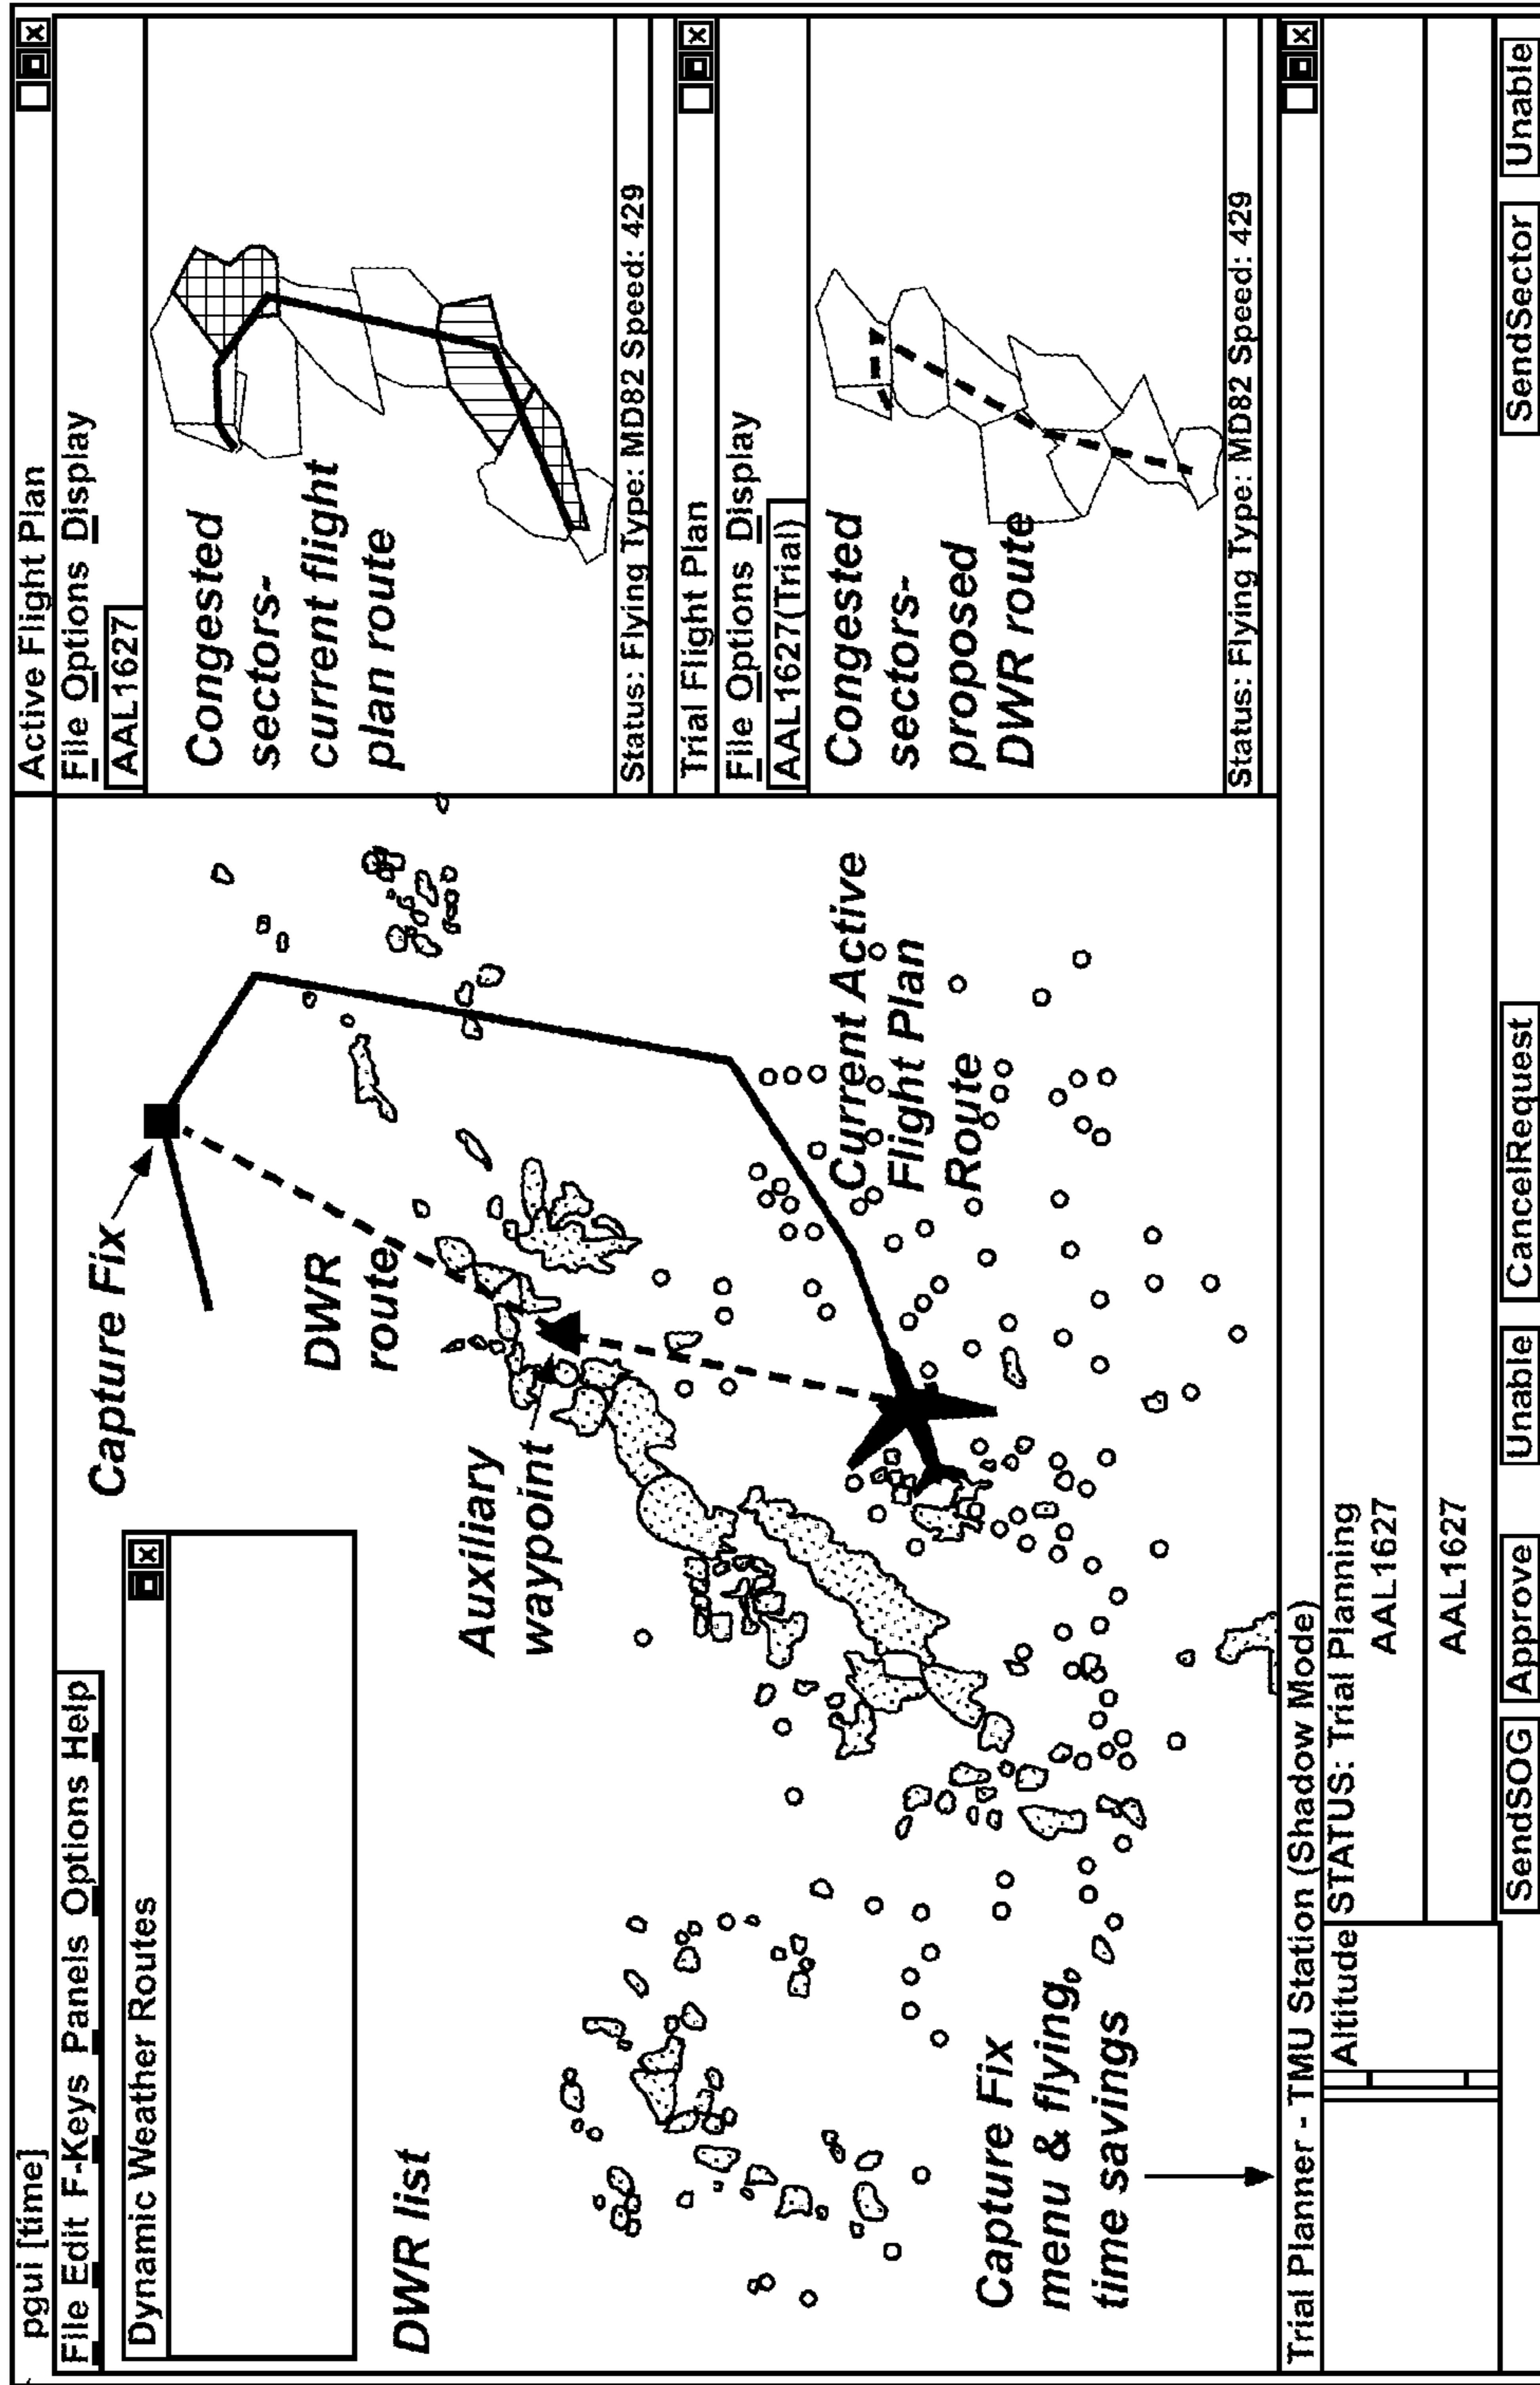 pgui [time]
File Edit F-Keys Panels Options Help
Dynamic Weather Routes
DWR list
Capture Fix
DWR
route
Auxiliary
waypoint
Current Active
Flight Plan
Route
Capture Fix
menu & flying
time savings
Active Flight Plan
File Options Display
AAL1627
Congested
sectors-
current flight
plan route
Status: Flying Type: MD82 Speed: 429
Trial Flight Plan
File Options Display
AAL1627(Trial)
Congested
sectors-
proposed
DWR route
Status: Flying Type: MD82 Speed: 429
Trial Planner - TMU Station (Shadow Mode)
Altitude STATUS: Trial Planning
AAL1627
AAL1627
SendSOG Approve Unable CancelRequest SendSector Unable